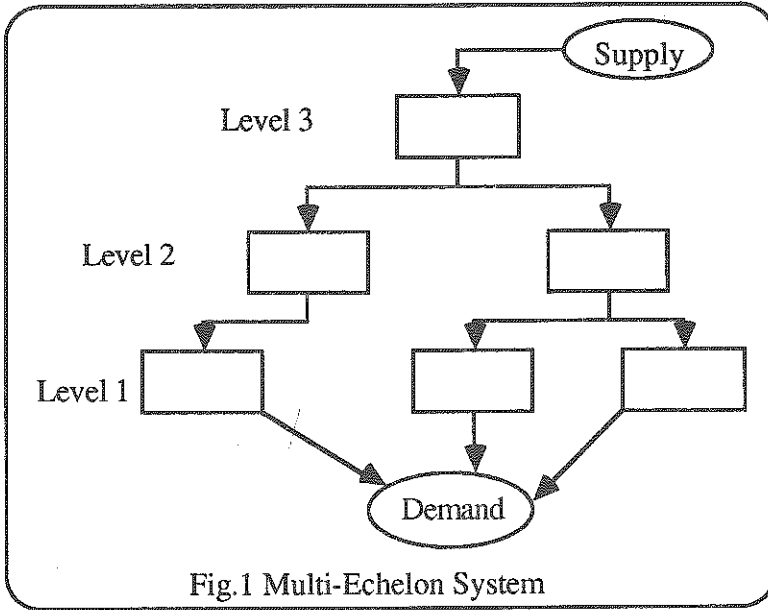 Supply
Level 3
Level 2
Level 1
Demand
Fig.1 Multi-Echelon System